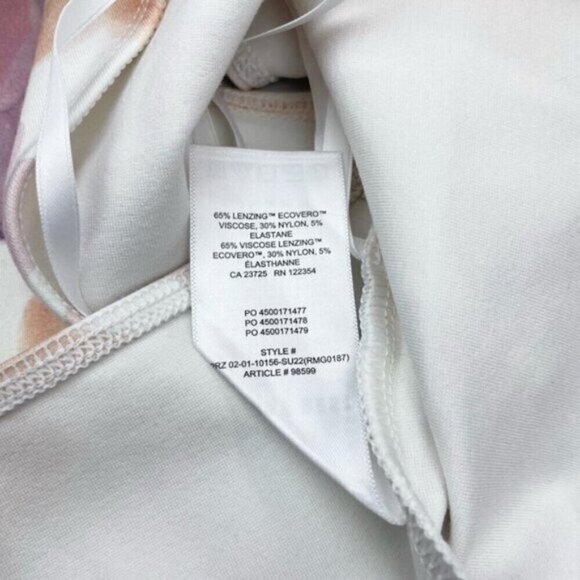 65% LENZING™ ECOVERO™
VISCOSE, 30% NYLON, 5%
ELASTANE
65% VISCOSE LENZING™
ECOVERO™, 30% NYLON, 5%
ÉLASTHANNE
CA 23725 RN 122354
PO 4500171477
PO 4500171478
PO 4500171479
STYLE #
PRZ 02-01-10156-SU22(RMG0187)
ARTICLE # 98599